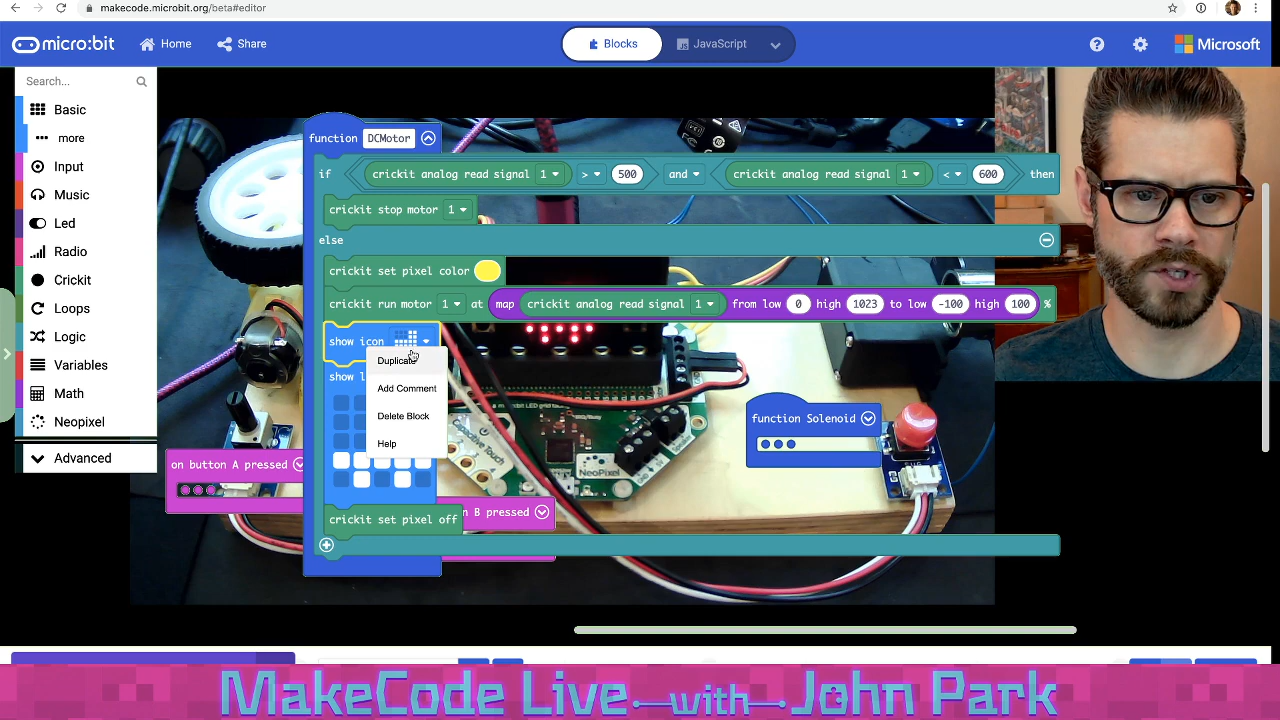 makecode.microbit.org/beta#editor
micro:bit
Home
Share
Blocks
JavaScript
Microsoft
Search...
Basic
more
Input
Music
Led
Radio
Crickit
Loops
Logic
Variables
Math
Neopixel
Advanced
function DCMotor
if crickit analog read signal 1 > 500 and crickit analog read signal 1 < 600 then
crickit stop motor 1
else
crickit set pixel color
crickit run motor 1 at map crickit analog read signal 1 from low 0 high 1023 to low -100 high 100 %
show icon
show l
Duplicate
Add Comment
Delete Block
Help
crickit set pixel off
on button A pressed
n B pressed
function Solenoid
Capacitive Touch
NeoPixel
MakeCode Live with John Park